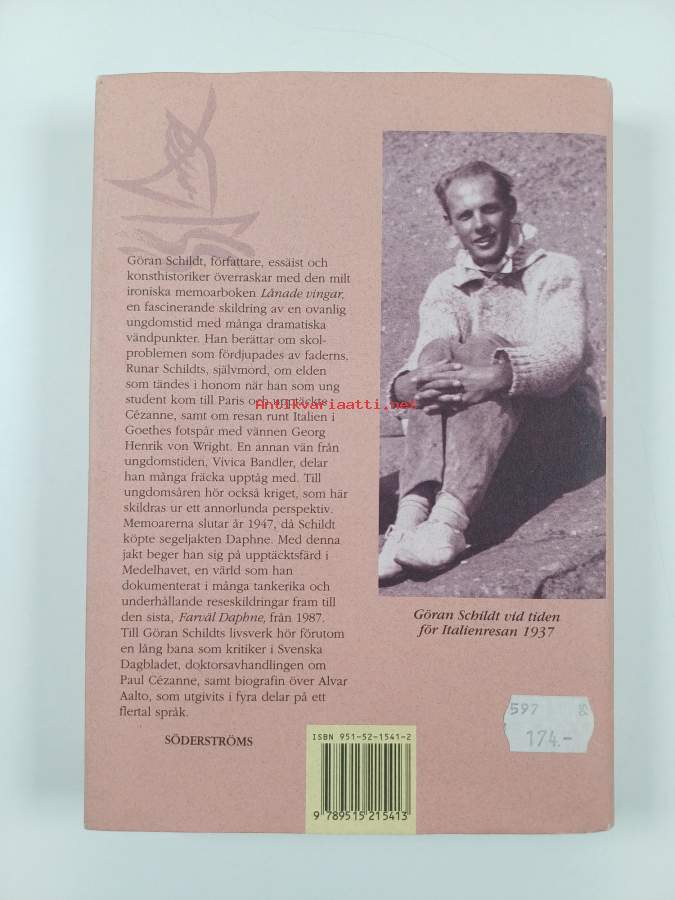 Göran Schildt, författare, essäist och
konsthistoriker överraskar med den milt
ironiska memoarboken Lånade vingar,
en fascinerande skildring av en ovanlig
ungdomstid med många dramatiska
vändpunkter. Han berättar om skol-
problemen som fördjupades av faderns,
Runar Schildts, självmord, om elden
som tändes i honom när han som ung
student kom till Paris och upptäckte
Cézanne, samt om resan runt Italien i
Goethes fotspår med vännen Georg
Henrik von Wright. En annan vän från
ungdomstiden, Vivica Bandler, delar
han många fräcka upptåg med. Till
ungdomsåren hör också kriget, som här
skildras ur ett annorlunda perspektiv.
Memoarerna slutar år 1947, då Schildt
köpte segeljakten Daphne. Med denna
jakt beger han sig på upptäcktsfärd i
Medelhavet, en värld som han
dokumenterat i många tankerika och
underhållande reseskildringar fram till
den sista, Farväl Daphne, från 1987.
Till Göran Schildts livsverk hör förutom
en lång bana som kritiker i Svenska
Dagbladet, doktorsavhandlingen om
Paul Cézanne, samt biografin över Alvar
Aalto, som utgivits i fyra delar på ett
flertal språk.
SÖDERSTRÖMS
Antikvariaatti.net
Göran Schildt vid tiden
för Italienresan 1937
597
174.-
ISBN 951-52-1541-2
9 789515 215413